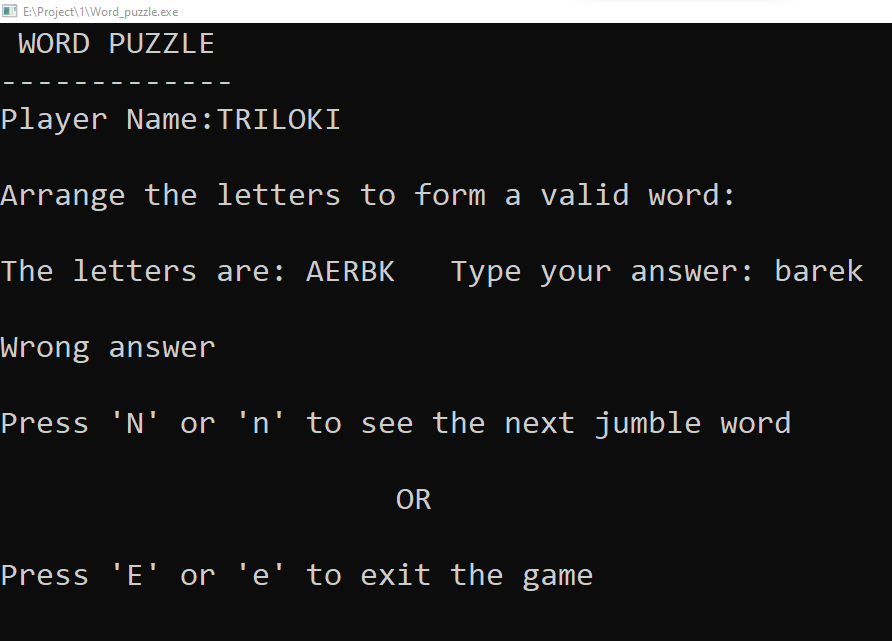 E:\Project\1\Word_puzzle.exe
WORD PUZZLE
-------------
Player Name:TRILOKI
Arrange the letters to form a valid word:
The letters are: AERBK   Type your answer: barek
Wrong answer
Press 'N' or 'n' to see the next jumble word
OR
Press 'E' or 'e' to exit the game